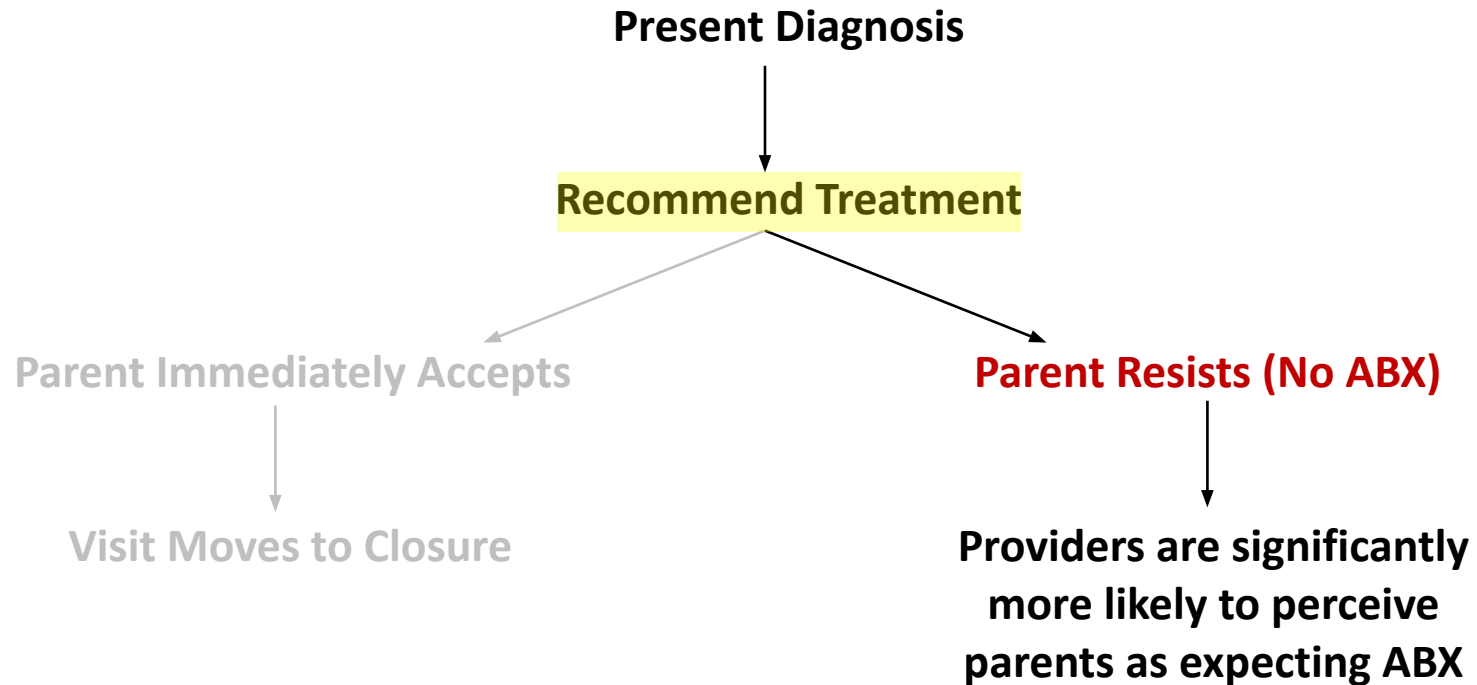 Present Diagnosis
Recommend Treatment
Parent Immediately Accepts
Parent Resists (No ABX)
Visit Moves to Closure
Providers are significantly
more likely to perceive
parents as expecting ABX